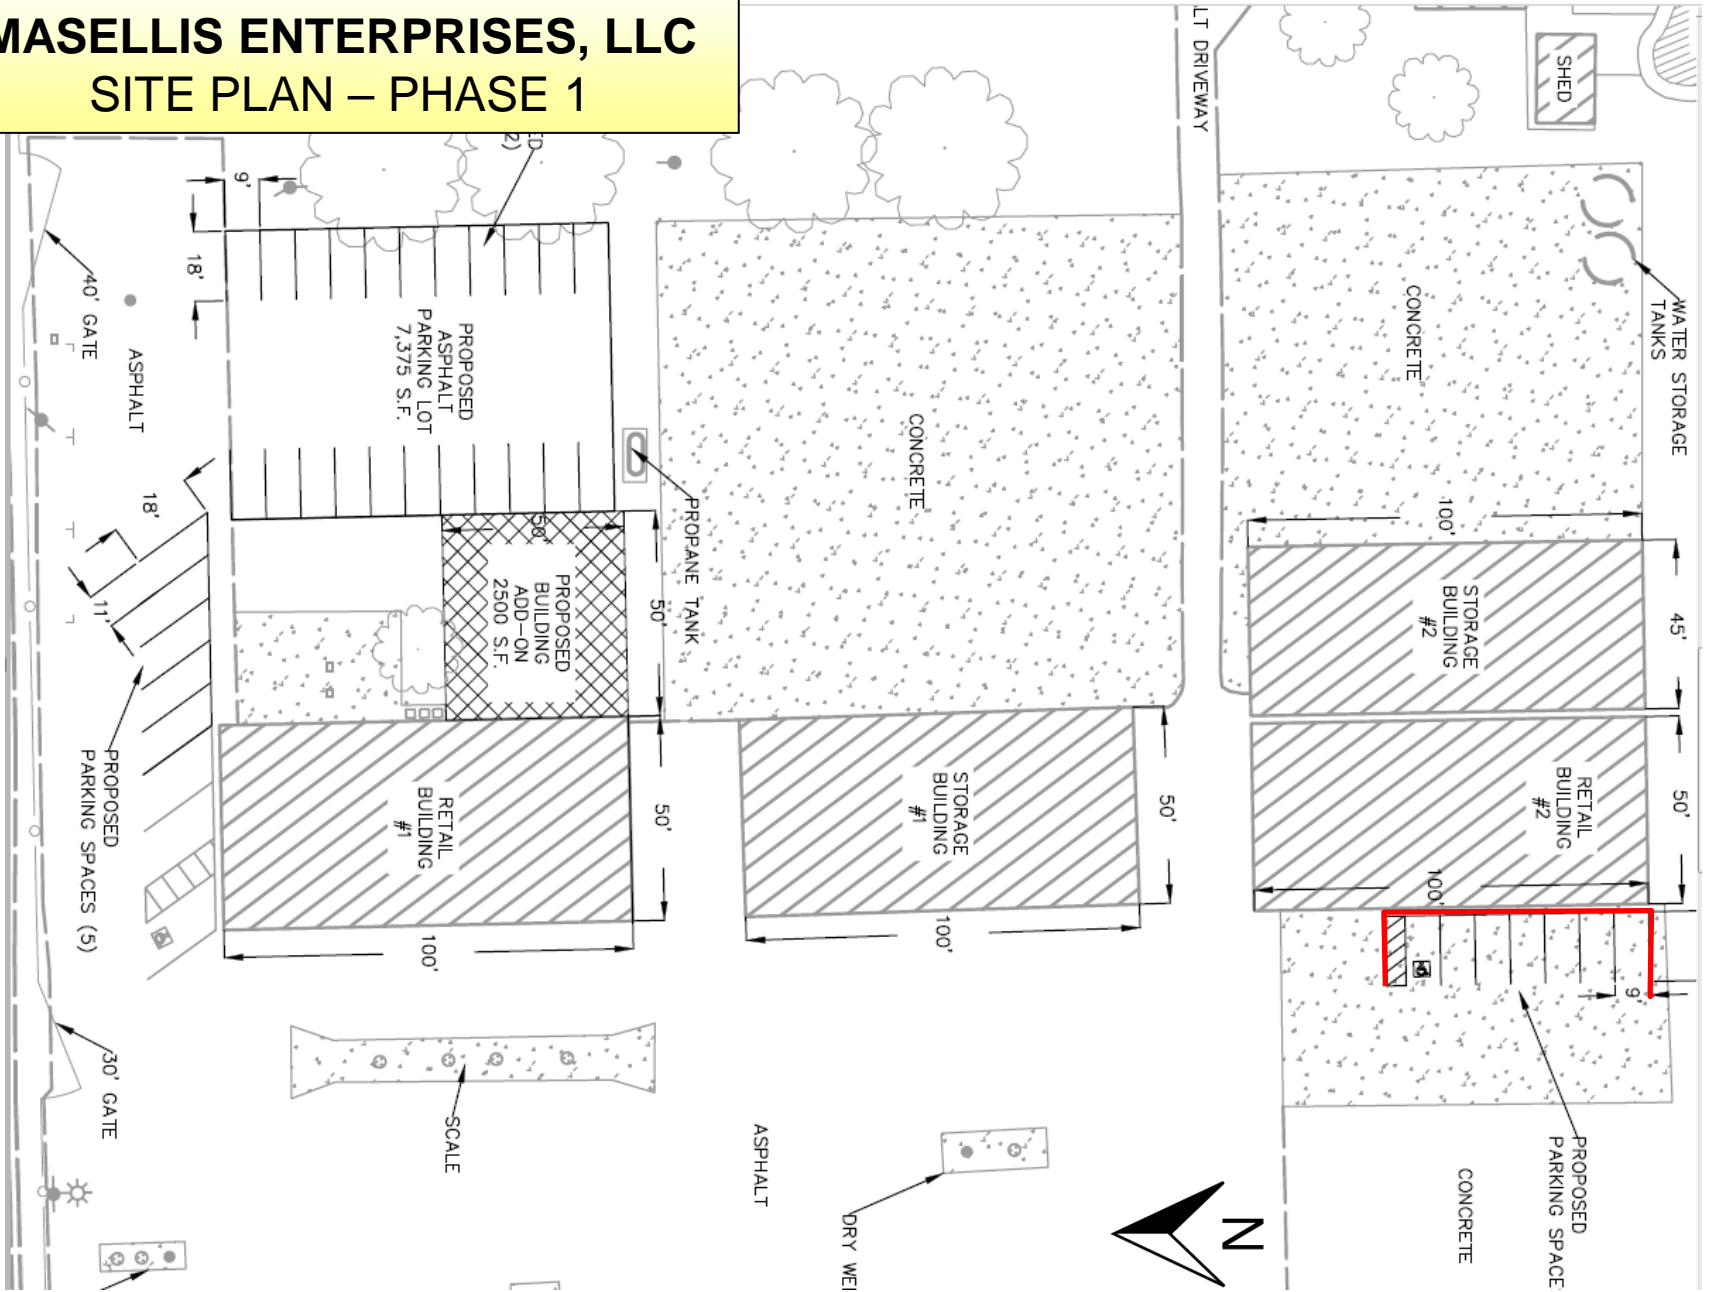 MASELLIS ENTERPRISES, LLC
SITE PLAN – PHASE 1
ED
2)
LT DRIVEWAY
SHED
WATER STORAGE
TANKS
CONCRETE
9'
18'
40' GATE
ASPHALT
PROPOSED
ASPHALT
PARKING LOT
7,375 S.F.
CONCRETE
PROPANE TANK
100'
STORAGE
BUILDING
#2
45'
18'
11'
50'
PROPOSED
BUILDING
ADD-ON
2500 S.F.
50'
PROPOSED
PARKING SPACES (5)
RETAIL
BUILDING
#1
50'
100'
STORAGE
BUILDING
#1
50'
100'
RETAIL
BUILDING
#2
50'
100'
9'
PROPOSED
PARKING SPACE
30' GATE
SCALE
ASPHALT
DRY WEL
N
CONCRETE